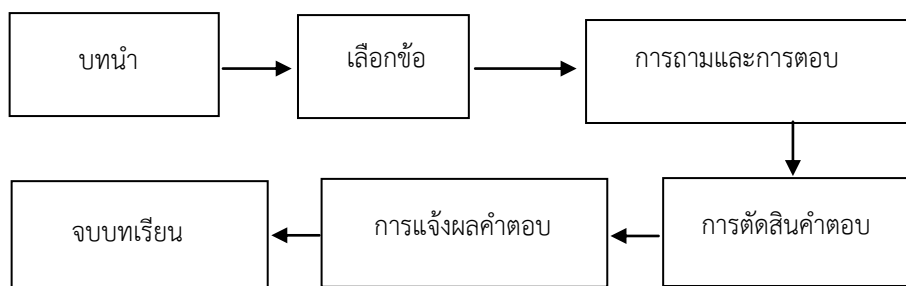 บทนำ
เลือกข้อ
การถามและการตอบ
การตัดสินคำตอบ
การแจ้งผลคำตอบ
จบบทเรียน